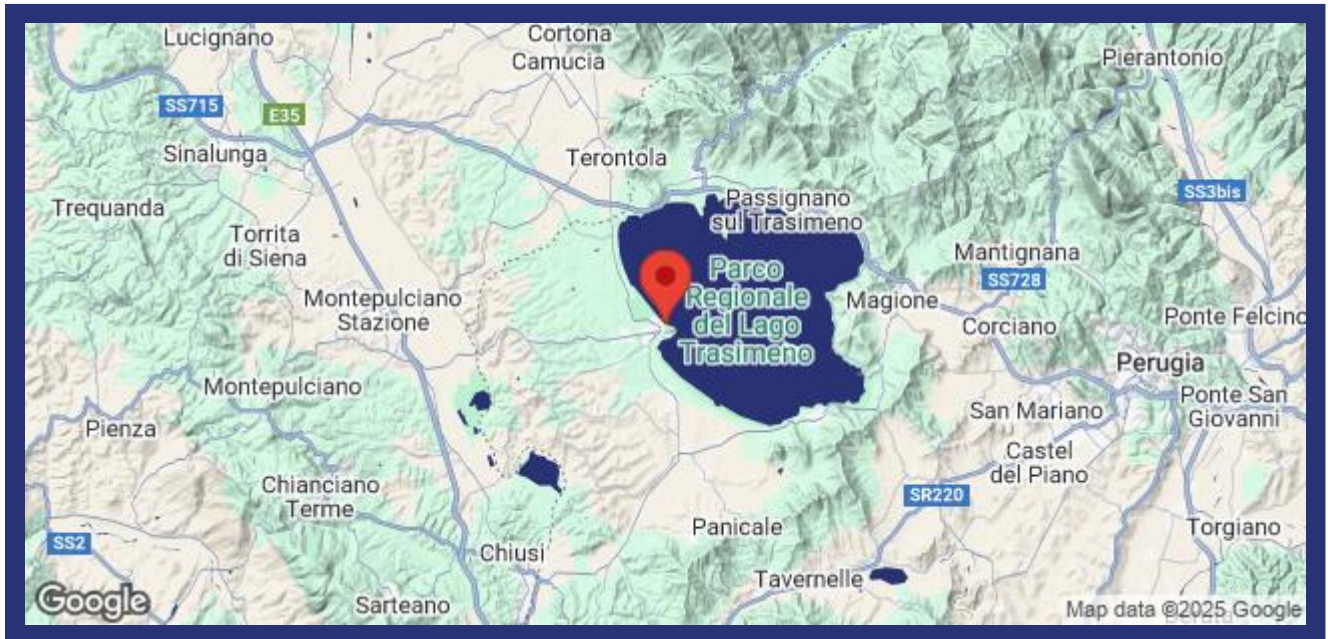 Lucignano
Cortona
Camucia
Pierantonio
SS715
E35
Sinalunga
Terontola
SS3bis
Trequanda
Passignano
sul Trasimeno
Torrita
di Siena
Mantignana
Parco
Regionale
del Lago
Trasimeno
SS728
Montepulciano
Stazione
Magione
Corciano
Ponte Felcino
Perugia
Montepulciano
Ponte San
Giovanni
Pienza
San Mariano
Castel
del Piano
Chianciano
Terme
SR220
Panicale
Torgiano
SS2
Chiusi
Tavernelle
Google
Sarteano
Map data ©2025 Google